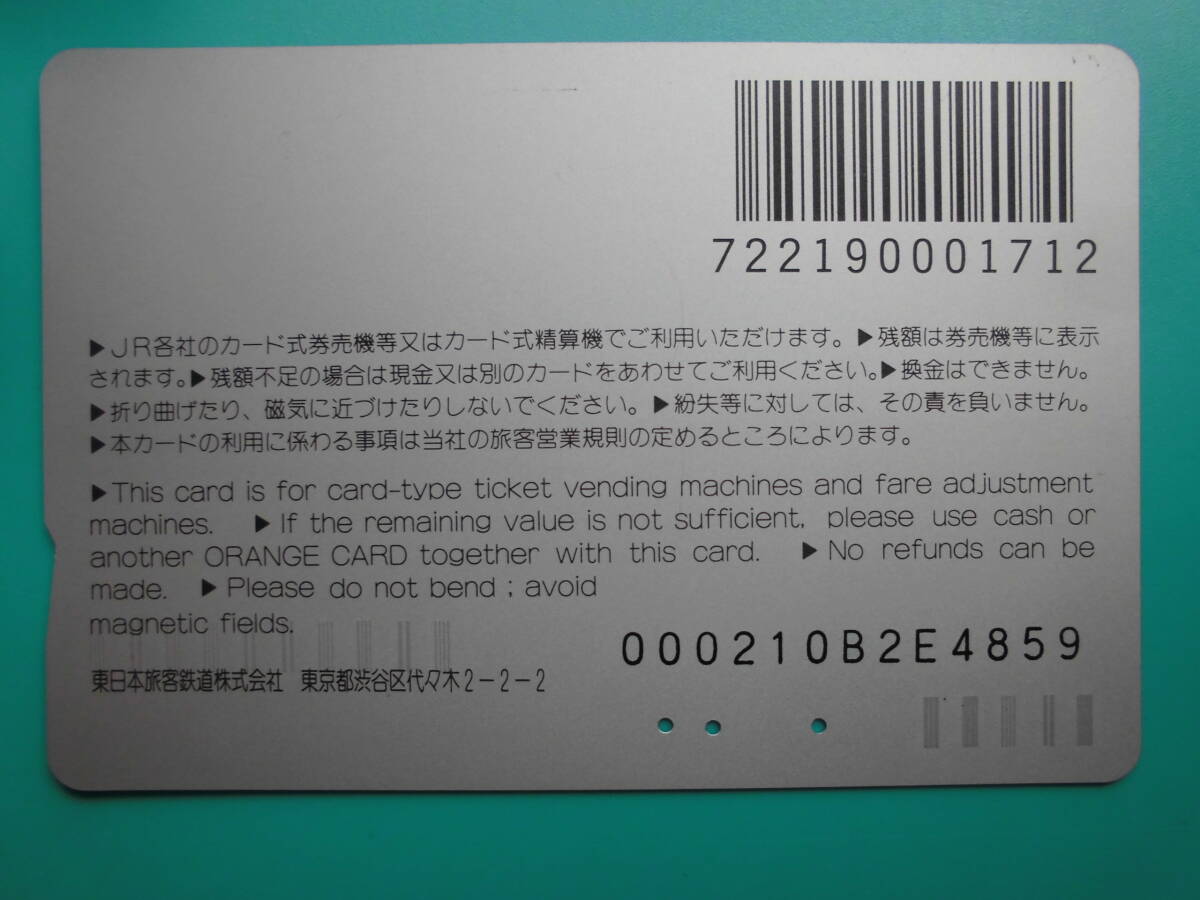 722190001712
▶JR各社のカード式券売機等又はカード式精算機でご利用いただけます。▶残額は券売機等に表示
されます。▶残額不足の場合は現金又は別のカードをあわせてご利用ください。▶換金はできません。
▶折り曲げたり、磁気に近づけたりしないでください。▶紛失等に対しては、その責を負いません。
▶本カードの利用に係わる事項は当社の旅客営業規則の定めるところによります。
▶This card is for card-type ticket vending machines and fare adjustment
machines. ▶If the remaining value is not sufficient, please use cash or
another ORANGE CARD together with this card. ▶No refunds can be
made. ▶Please do not bend ; avoid
magnetic fields.
000210B2E4859
東日本旅客鉄道株式会社 東京都渋谷区代々木2-2-2